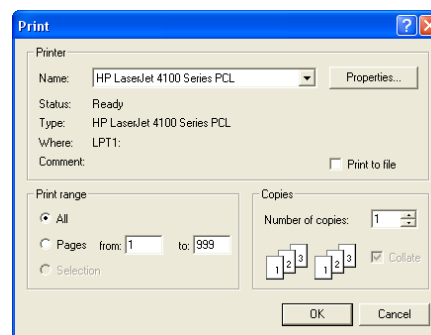 Print
Printer
Name: HP LaserJet 4100 Series PCL Properties...
Status: Ready
Type: HP LaserJet 4100 Series PCL
Where: LPT1:
Comment: Print to file
Print range
All
Pages from: 1 to: 999
Selection
Copies
Number of copies: 1
1 2 3 1 2 3 Collate
OK Cancel